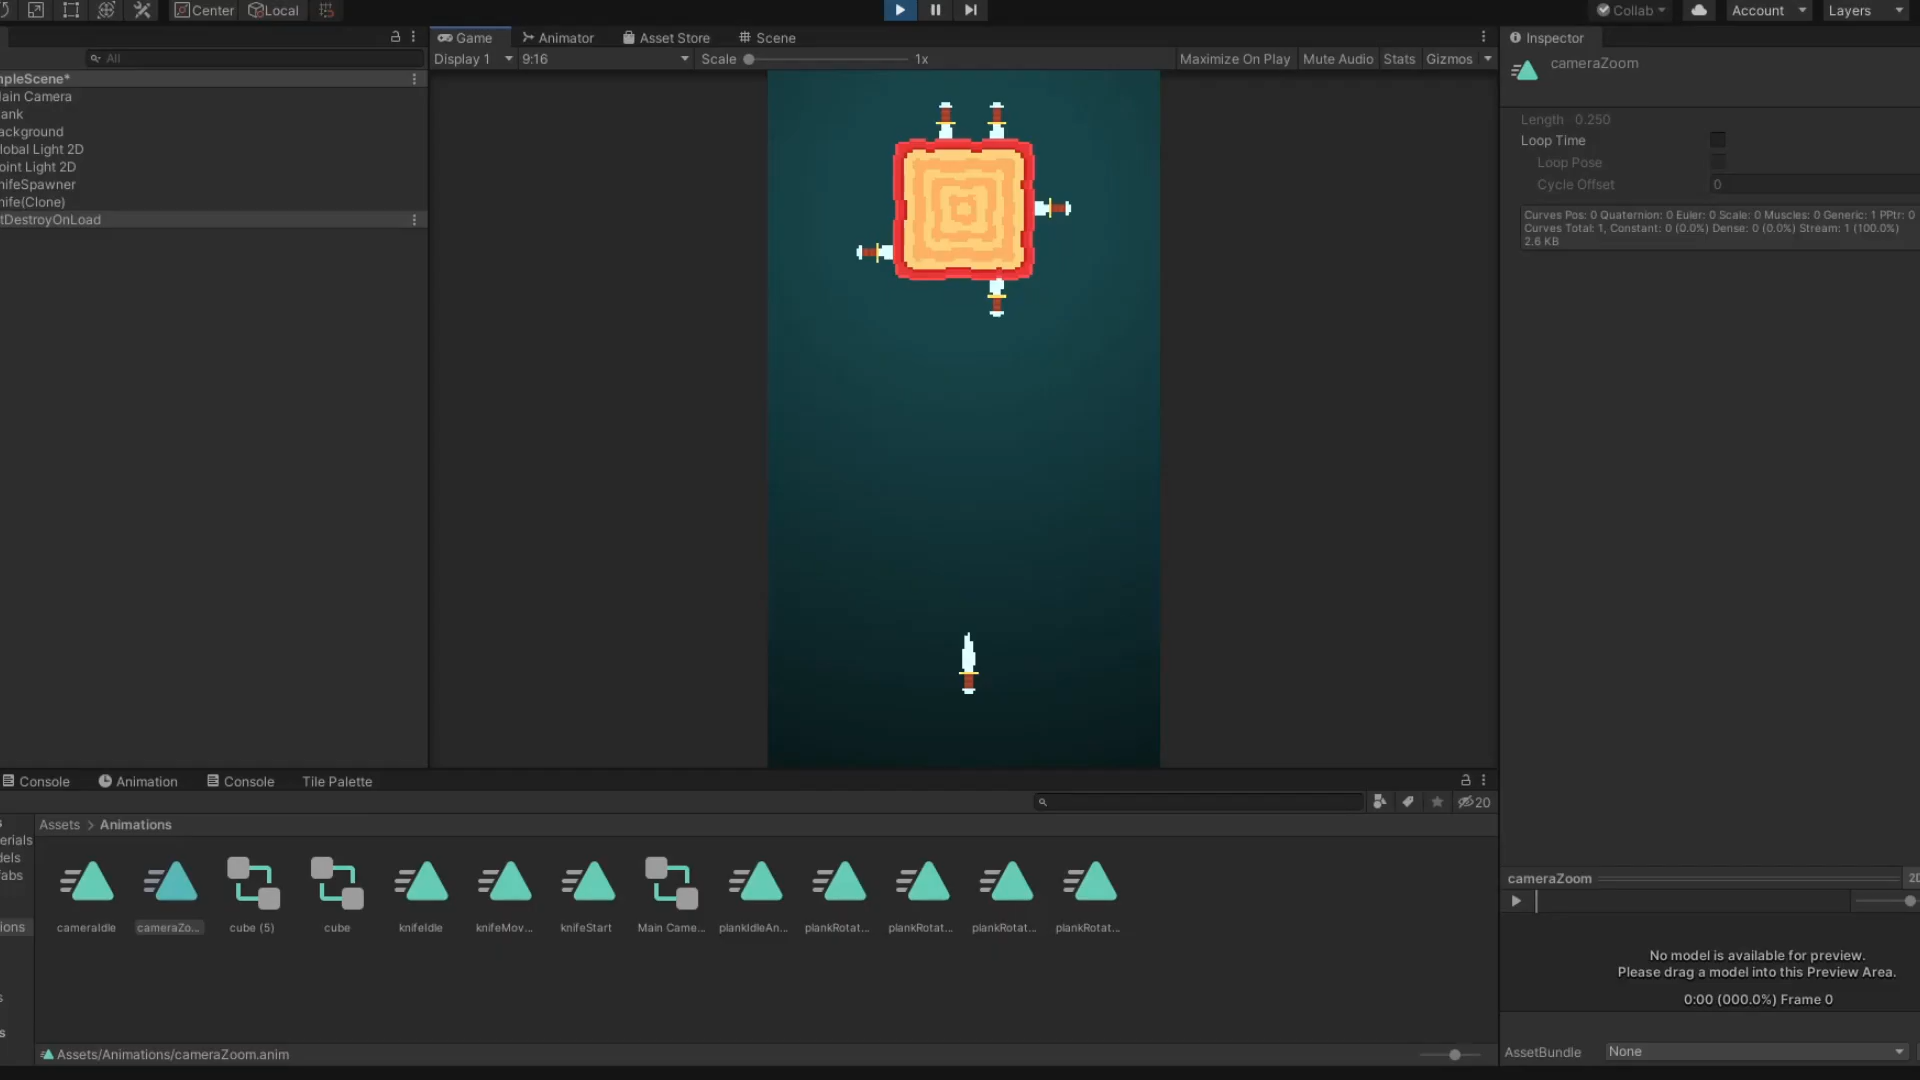 Center
Local
Collab
Account
Layers
Game
Animator
Asset Store
Scene
Inspector
All
Display 1
9:16
Scale
1x
Maximize On Play
Mute Audio
Stats
Gizmos
cameraZoom
mpleScene*
lain Camera
lank
ackground
lobal Light 2D
oint Light 2D
nifeSpawner
nife(Clone)
tDestroyOnLoad
Length 0.250
Loop Time
Loop Pose
Cycle Offset
0
Curves Pos: 0 Quaternion: 0 Euler: 0 Scale: 0 Muscles: 0 Generic: 1 PPtr: 0
Curves Total: 1, Constant: 0 (0.0%) Dense: 0 (0.0%) Stream: 1 (100.0%)
2.6 KB
Console
Animation
Console
Tile Palette
20
Assets > Animations
s
erials
dels
fabs
ions
s
s
cameraIdle
cameraZo...
cube (5)
cube
knifeIdle
knifeMov...
knifeStart
Main Came...
plankIdleAn...
plankRotat...
plankRotat...
plankRotat...
plankRotat...
Assets/Animations/cameraZoom.anim
cameraZoom
2D
No model is available for preview.
Please drag a model into this Preview Area.
0:00 (000.0%) Frame 0
AssetBundle
None